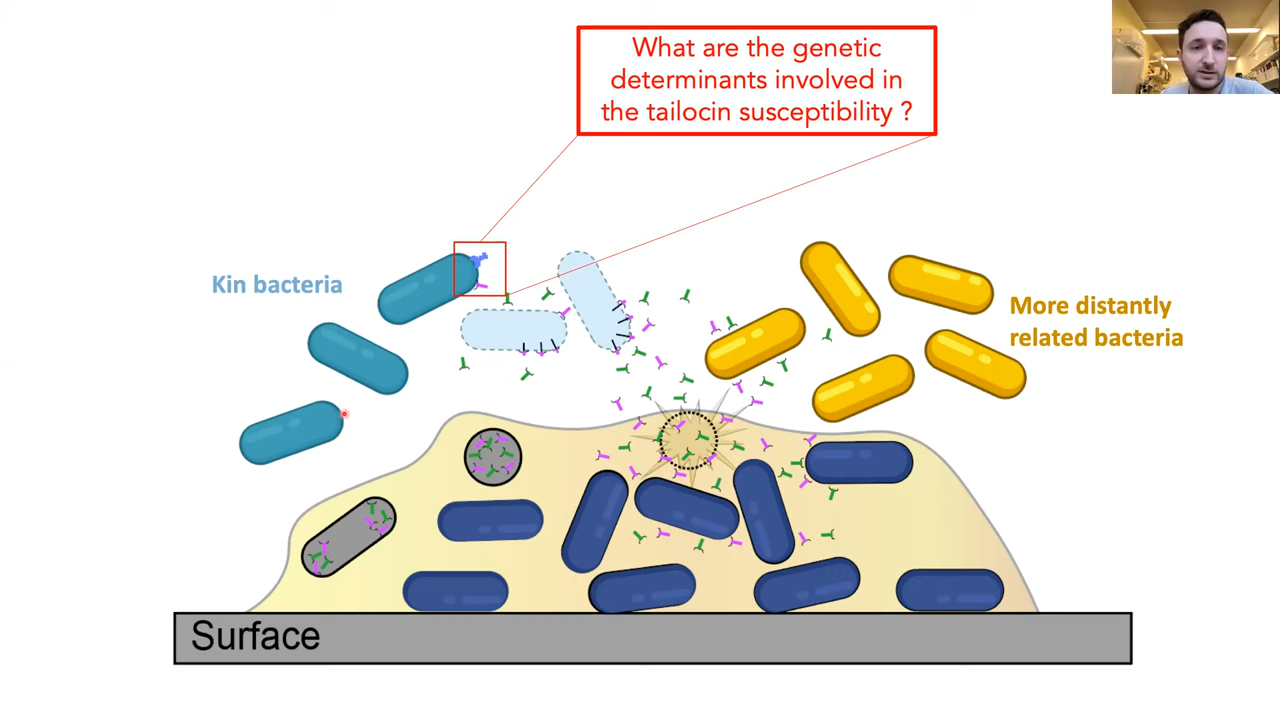 What are the genetic
determinants involved in
the tailocin susceptibility ?
Kin bacteria
More distantly
related bacteria
Surface